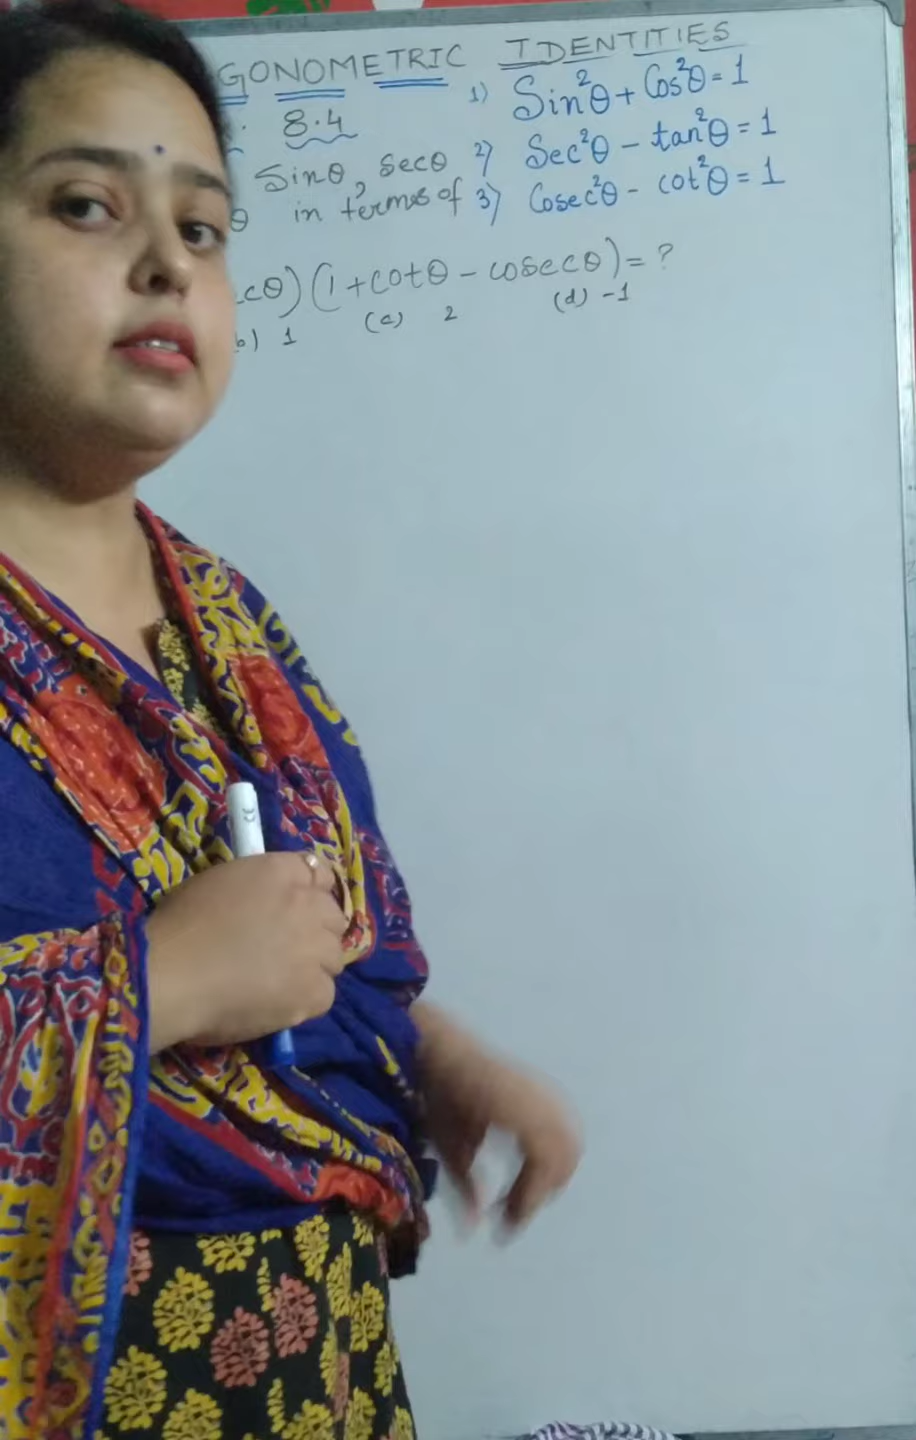 GONOMETRIC IDENTITIES
8.4
1) Sin²θ + Cos²θ = 1
sinθ, secθ
2) Sec²θ - tan²θ = 1
θ in terms of
3) Cosec²θ - cot²θ = 1
cθ) (1 + cotθ - cosecθ) = ?
b) 1 (c) 2 (d) -1